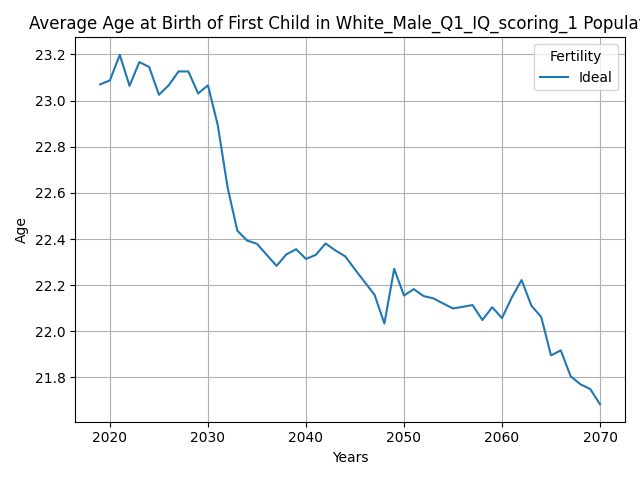 Average Age at Birth of First Child in White_Male_Q1_IQ_scoring_1 Populat
Fertility
Ideal
23.2
23.0
22.8
22.6
22.4
22.2
22.0
21.8
Age
2020 2030 2040 2050 2060 2070
Years